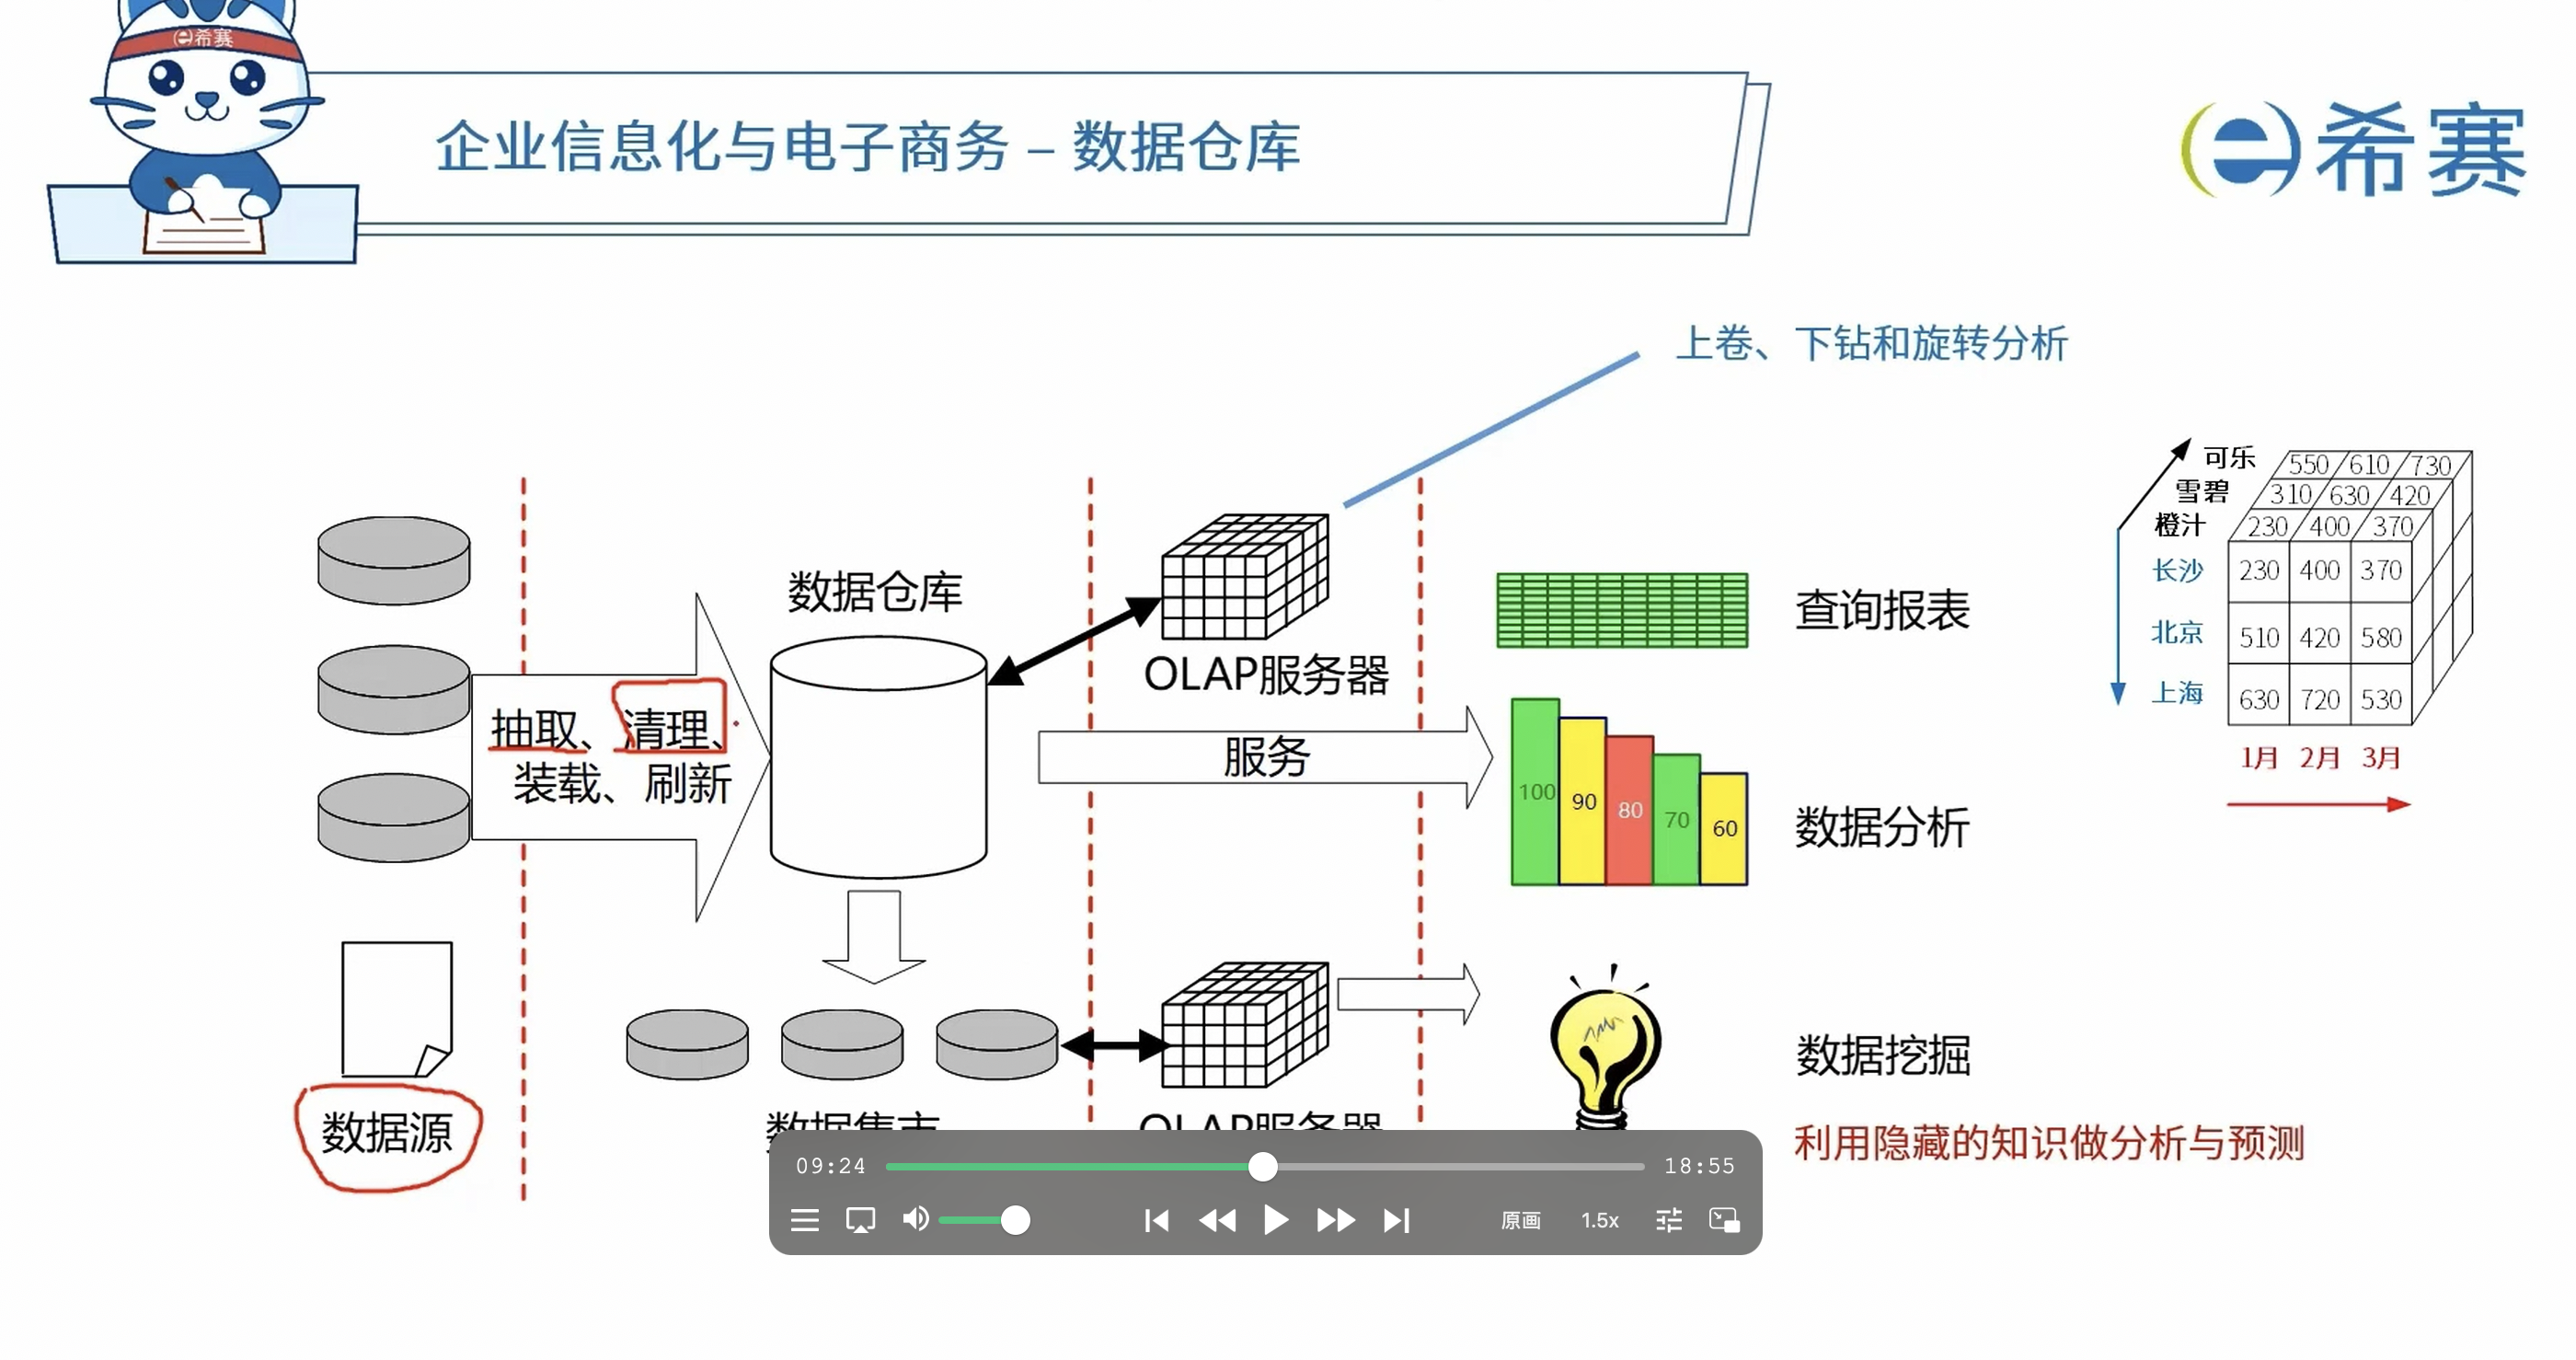 e希赛
企业信息化与电子商务 – 数据仓库
e希赛
上卷、下钻和旋转分析
可乐 550 610 730
雪碧 310 630 420
橙汁 230 400 370
长沙 230 400 370
北京 510 420 580
上海 630 720 530
1月 2月 3月
数据仓库
抽取、清理、
装载、刷新
OLAP服务器
服务
查询报表
100 90 80 70 60
数据分析
数据源
数据集市
OLAP服务器
数据挖掘
利用隐藏的知识做分析与预测
09:24 18:55
原画 1.5x